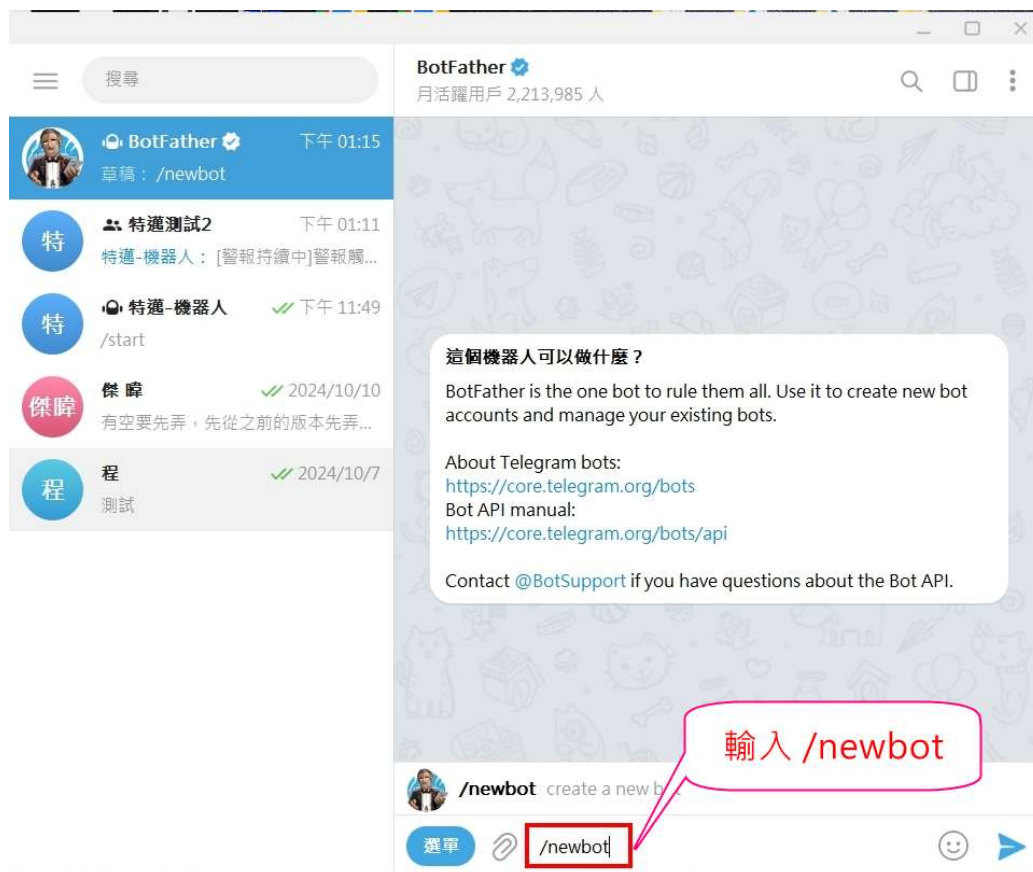 搜尋
BotFather
下午 01:15
草稿： /newbot
特
特邁測試2
下午 01:11
特邁-機器人： [警報持續中]警報觸...
特
特邁-機器人
下午 11:49
/start
傑暐
傑 暐
2024/10/10
有空要先弄，先從之前的版本先弄...
程
程
2024/10/7
測試
BotFather
月活躍用戶 2,213,985 人
這個機器人可以做什麼？
BotFather is the one bot to rule them all. Use it to create new bot
accounts and manage your existing bots.
About Telegram bots:
https://core.telegram.org/bots
Bot API manual:
https://core.telegram.org/bots/api
Contact @BotSupport if you have questions about the Bot API.
輸入 /newbot
/newbot create a new
選單
/newbot